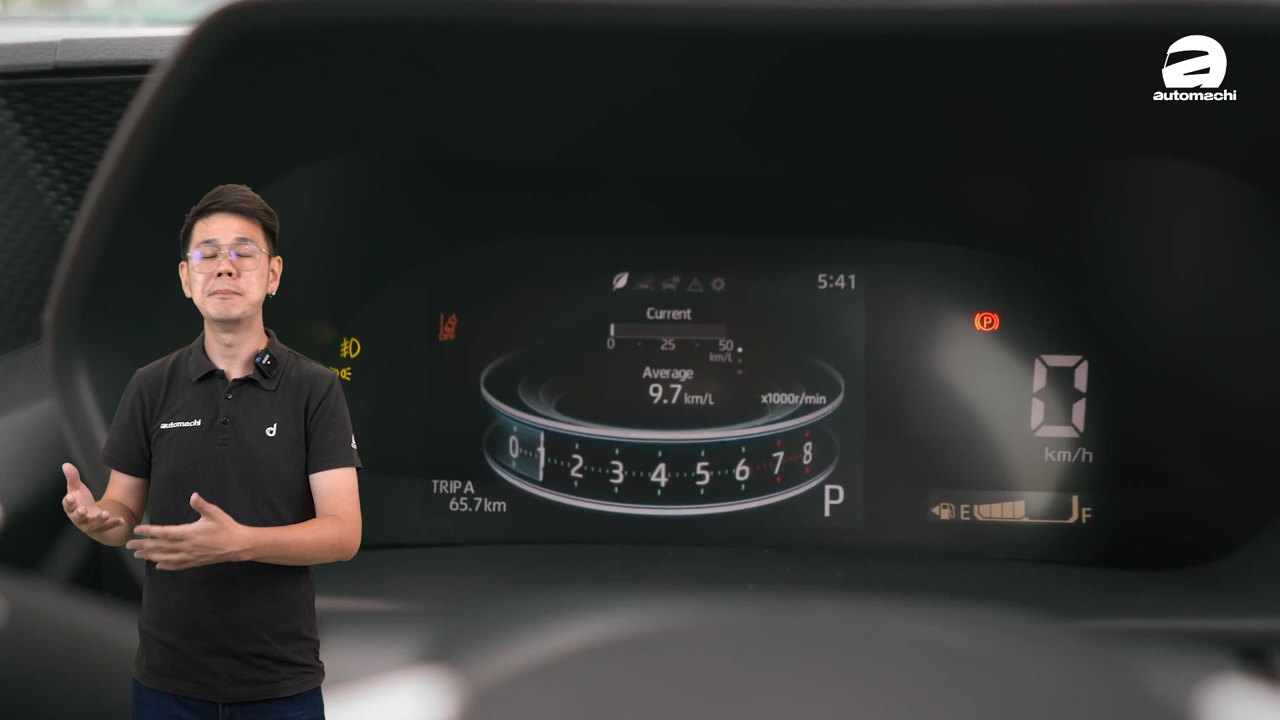 automachi
5:41
Current
0 25 50
km/L
Average
9.7 km/L
x1000r/min
0 1 2 3 4 5 6 7 8
TRIP A
65.7km
P
OFF
P
0
km/h
E F
automachi
d